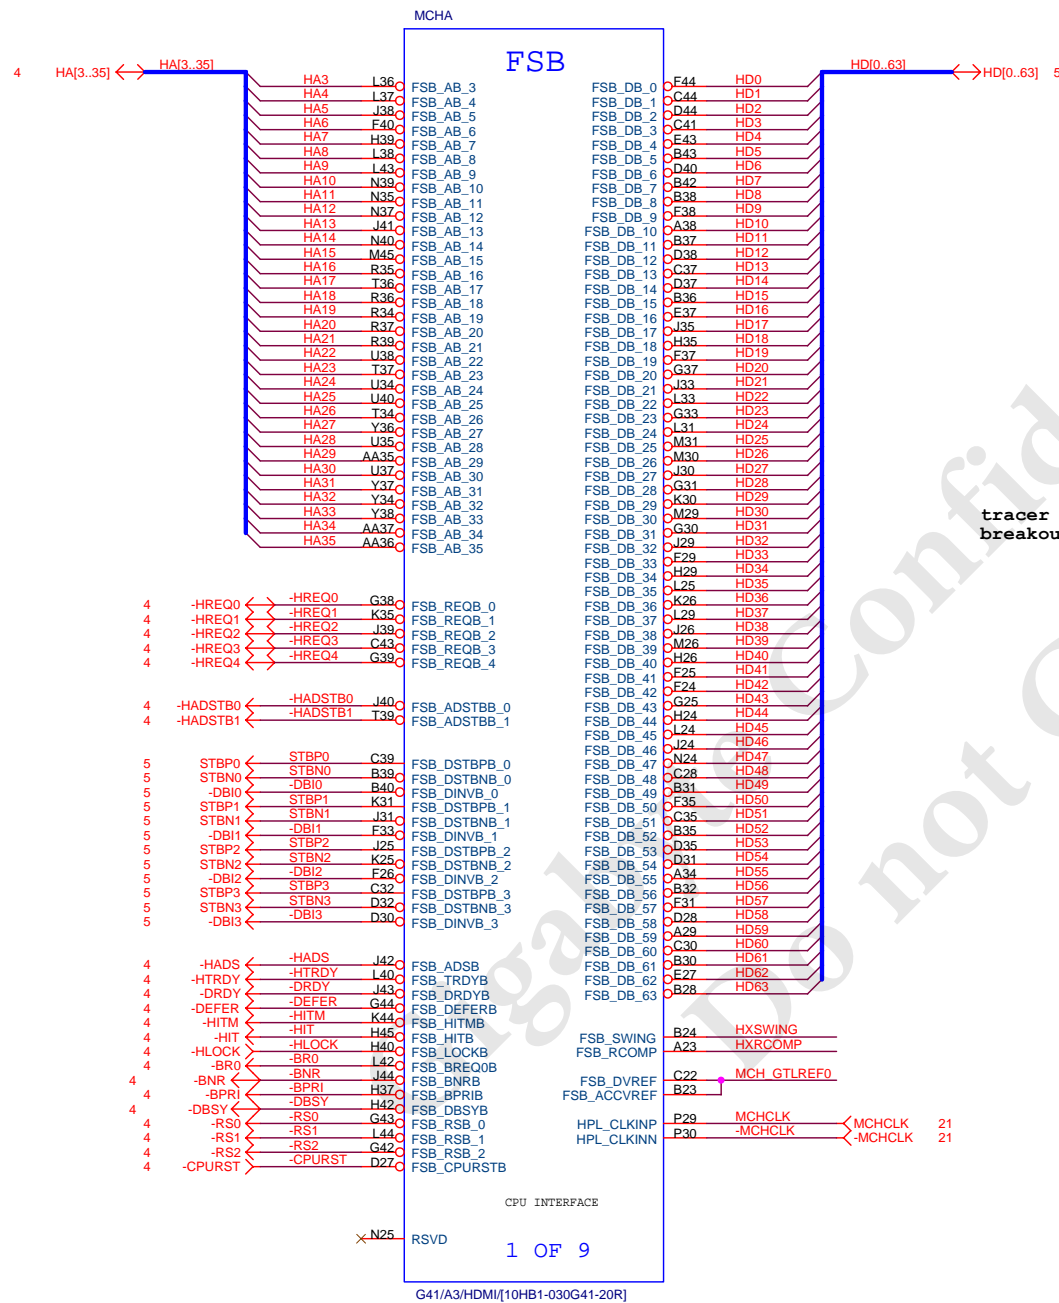 MCHA
FSB
4 HA[3..35] HA[3..35] HD[0..63] HD[0..63] 5
HA3 L36 FSB_AB_3 FSB_DB_0 F44 HD0
HA4 L37 FSB_AB_4 FSB_DB_1 C44 HD1
HA5 J38 FSB_AB_5 FSB_DB_2 D44 HD2
HA6 F40 FSB_AB_6 FSB_DB_3 C41 HD3
HA7 H39 FSB_AB_7 FSB_DB_4 E43 HD4
HA8 L38 FSB_AB_8 FSB_DB_5 B43 HD5
HA9 L43 FSB_AB_9 FSB_DB_6 D40 HD6
HA10 N39 FSB_AB_10 FSB_DB_7 B42 HD7
HA11 N35 FSB_AB_11 FSB_DB_8 B38 HD8
HA12 N37 FSB_AB_12 FSB_DB_9 F38 HD9
HA13 J41 FSB_AB_13 FSB_DB_10 A38 HD10
HA14 N40 FSB_AB_14 FSB_DB_11 B37 HD11
HA15 M45 FSB_AB_15 FSB_DB_12 D38 HD12
HA16 R35 FSB_AB_16 FSB_DB_13 C37 HD13
HA17 T36 FSB_AB_17 FSB_DB_14 D37 HD14
HA18 R36 FSB_AB_18 FSB_DB_15 B36 HD15
HA19 R34 FSB_AB_19 FSB_DB_16 E37 HD16
HA20 R37 FSB_AB_20 FSB_DB_17 J35 HD17
HA21 R39 FSB_AB_21 FSB_DB_18 H35 HD18
HA22 U38 FSB_AB_22 FSB_DB_19 F37 HD19
HA23 T37 FSB_AB_23 FSB_DB_20 G37 HD20
HA24 U34 FSB_AB_24 FSB_DB_21 J33 HD21
HA25 U40 FSB_AB_25 FSB_DB_22 L33 HD22
HA26 T34 FSB_AB_26 FSB_DB_23 G33 HD23
HA27 Y36 FSB_AB_27 FSB_DB_24 L31 HD24
HA28 U35 FSB_AB_28 FSB_DB_25 M31 HD25
HA29 AA35 FSB_AB_29 FSB_DB_26 M30 HD26
HA30 U37 FSB_AB_30 FSB_DB_27 J30 HD27
HA31 Y37 FSB_AB_31 FSB_DB_28 G31 HD28
HA32 Y34 FSB_AB_32 FSB_DB_29 K30 HD29
HA33 Y38 FSB_AB_33 FSB_DB_30 M29 HD30
HA34 AA37 FSB_AB_34 FSB_DB_31 G30 HD31
HA35 AA36 FSB_AB_35 FSB_DB_32 J29 HD32
tracer
breakou
FSB_DB_33 F29 HD33
FSB_DB_34 H29 HD34
FSB_DB_35 L25 HD35
4 -HREQ0 -HREQ0 G38 FSB_REQB_0 FSB_DB_36 K26 HD36
4 -HREQ1 -HREQ1 K35 FSB_REQB_1 FSB_DB_37 L29 HD37
4 -HREQ2 -HREQ2 J39 FSB_REQB_2 FSB_DB_38 J26 HD38
4 -HREQ3 -HREQ3 C43 FSB_REQB_3 FSB_DB_39 M26 HD39
4 -HREQ4 -HREQ4 G39 FSB_REQB_4 FSB_DB_40 H26 HD40
FSB_DB_41 F25 HD41
FSB_DB_42 F24 HD42
4 -HADSTB0 -HADSTB0 J40 FSB_ADSTBB_0 FSB_DB_43 G25 HD43
4 -HADSTB1 -HADSTB1 T39 FSB_ADSTBB_1 FSB_DB_44 H24 HD44
FSB_DB_45 L24 HD45
FSB_DB_46 J24 HD46
5 STBP0 STBP0 C39 FSB_DSTBPB_0 FSB_DB_47 N24 HD47
5 STBN0 STBN0 B39 FSB_DSTBNB_0 FSB_DB_48 C28 HD48
5 -DBI0 -DBI0 B40 FSB_DINVB_0 FSB_DB_49 B31 HD49
5 STBP1 STBP1 K31 FSB_DSTBPB_1 FSB_DB_50 F35 HD50
5 STBN1 STBN1 J31 FSB_DSTBNB_1 FSB_DB_51 C35 HD51
5 -DBI1 -DBI1 F33 FSB_DINVB_1 FSB_DB_52 B35 HD52
5 STBP2 STBP2 J25 FSB_DSTBPB_2 FSB_DB_53 D35 HD53
5 STBN2 STBN2 K25 FSB_DSTBNB_2 FSB_DB_54 D31 HD54
5 -DBI2 -DBI2 F26 FSB_DINVB_2 FSB_DB_55 A34 HD55
5 STBP3 STBP3 C32 FSB_DSTBPB_3 FSB_DB_56 B32 HD56
5 STBN3 STBN3 D32 FSB_DSTBNB_3 FSB_DB_57 F31 HD57
5 -DBI3 -DBI3 D30 FSB_DINVB_3 FSB_DB_58 D28 HD58
FSB_DB_59 A29 HD59
FSB_DB_60 C30 HD60
4 -HADS -HADS J42 FSB_ADSB FSB_DB_61 B30 HD61
4 -HTRDY -HTRDY L40 FSB_TRDYB FSB_DB_62 E27 HD62
4 -DRDY -DRDY J43 FSB_DRDYB FSB_DB_63 B28 HD63
4 -DEFER -DEFER G44 FSB_DEFERB
4 -HITM -HITM K44 FSB_HITMB
4 -HIT -HIT H45 FSB_HITB FSB_SWING B24 HXSWING
4 -HLOCK -HLOCK H40 FSB_LOCKB FSB_RCOMP A23 HXRCOMP
4 -BR0 -BR0 L42 FSB_BREQ0B
4 -BNR -BNR J44 FSB_BNRB FSB_DVREF C22 MCH_GTLREF0
4 -BPRI -BPRI H37 FSB_BPRIB FSB_ACCVREF B23
4 -DBSY -DBSY H42 FSB_DBSYB
4 -RS0 -RS0 G43 FSB_RSB_0 HPL_CLKINP P29 MCHCLK MCHCLK 21
4 -RS1 -RS1 L44 FSB_RSB_1 HPL_CLKINN P30 -MCHCLK -MCHCLK 21
4 -RS2 -RS2 G42 FSB_RSB_2
4 -CPURST -CPURST D27 FSB_CPURSTB
CPU INTERFACE
N25 RSVD
1 OF 9
G41/A3/HDMI/[10HB1-030G41-20R]
Gigabyte Confid
Do not C